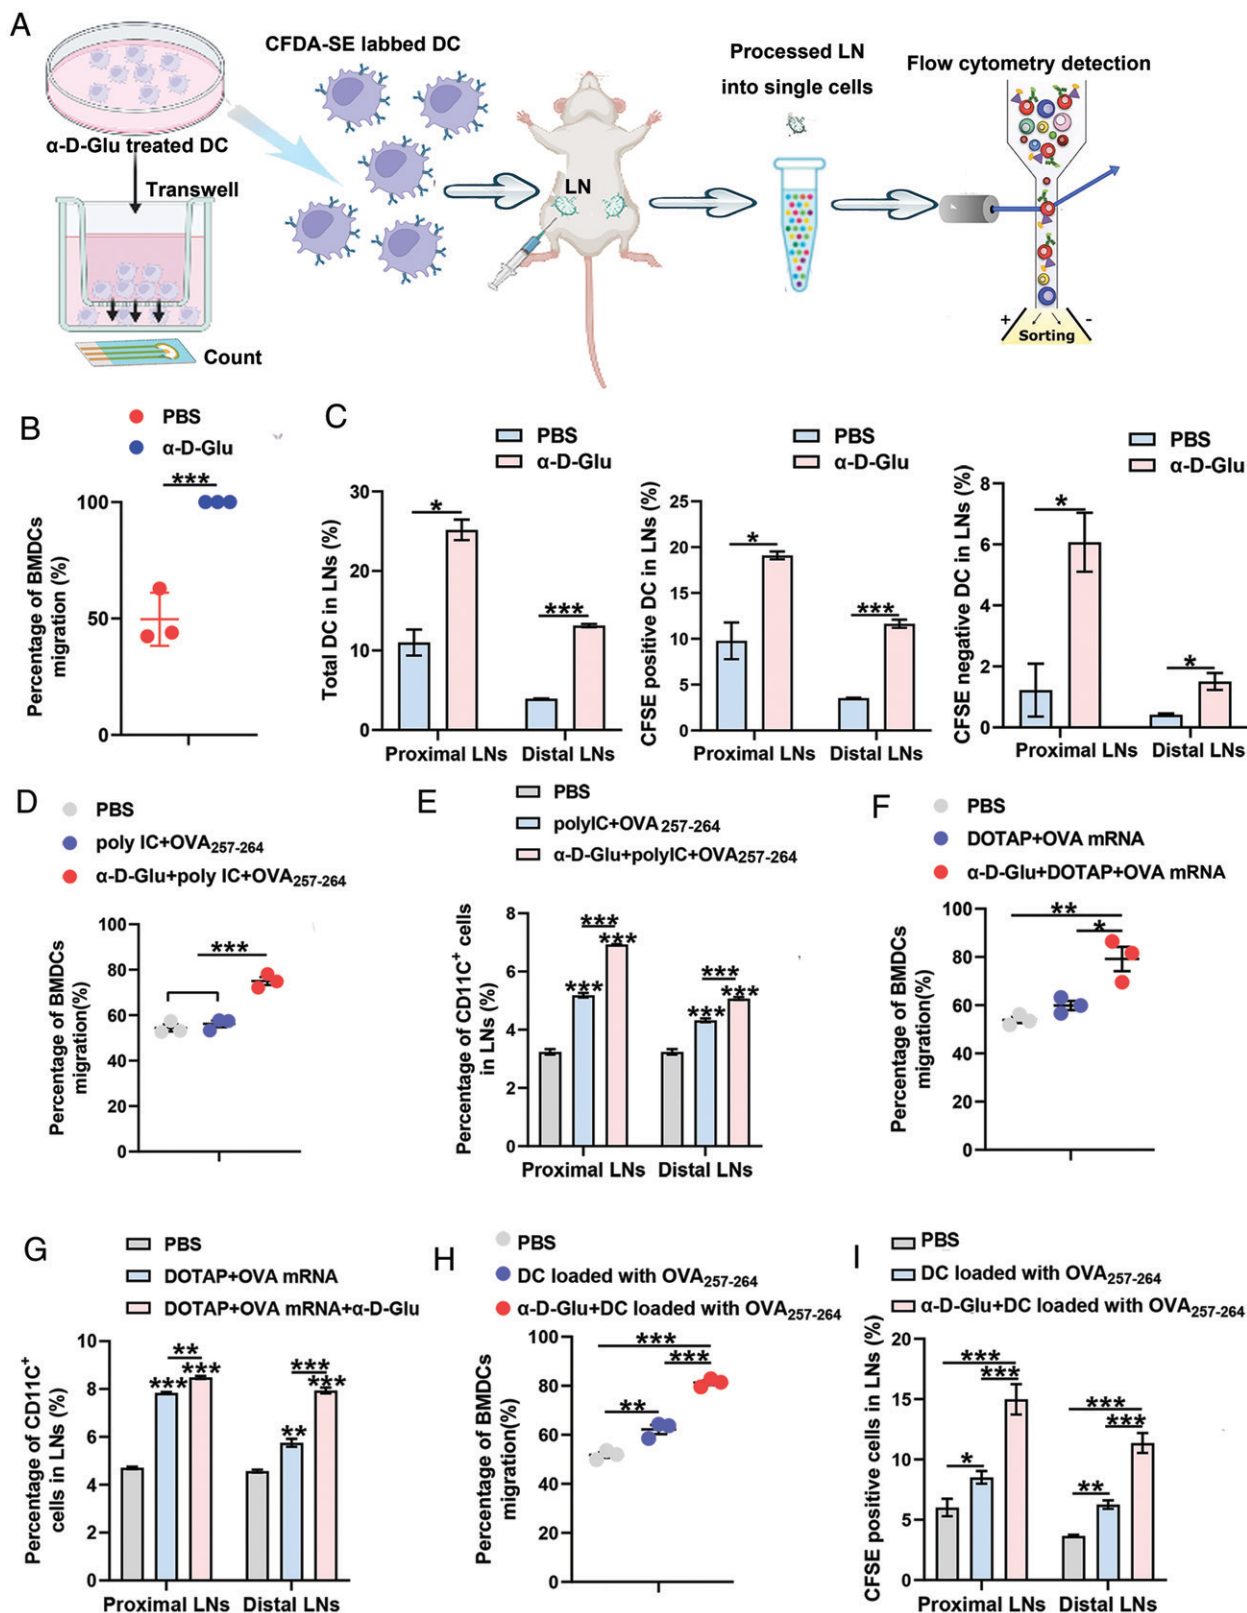 A
CFDA-SE labbed DC
Processed LN
into single cells
Flow cytometry detection
α-D-Glu treated DC
Transwell
LN
Count
+ -
Sorting
B
PBS
α-D-Glu
***
Percentage of BMDCs
migration (%)
100
50
0
C
PBS
α-D-Glu
Total DC in LNs (%)
30
20
10
0
*
***
Proximal LNs Distal LNs
PBS
α-D-Glu
CFSE positive DC in LNs (%)
25
20
15
10
5
0
*
***
Proximal LNs Distal LNs
PBS
α-D-Glu
CFSE negative DC in LNs (%)
8
6
4
2
0
*
*
Proximal LNs Distal LNs
D
PBS
poly IC+OVA257-264
α-D-Glu+poly IC+OVA257-264
Percentage of BMDCs
migration(%)
100
80
60
40
20
0
***
E
PBS
polyIC+OVA257-264
α-D-Glu+polyIC+OVA257-264
Percentage of CD11C+ cells
in LNs (%)
8
6
4
2
0
***
*** ***
***
*** ***
Proximal LNs Distal LNs
F
PBS
DOTAP+OVA mRNA
α-D-Glu+DOTAP+OVA mRNA
Percentage of BMDCs
migration(%)
100
80
60
40
20
0
**
*
G
PBS
DOTAP+OVA mRNA
DOTAP+OVA mRNA+α-D-Glu
Percentage of CD11C+
cells in LNs (%)
10
8
6
4
2
0
**
*** ***
***
** ***
Proximal LNs Distal LNs
H
PBS
DC loaded with OVA257-264
α-D-Glu+DC loaded with OVA257-264
Percentage of BMDCs
migration(%)
100
80
60
40
20
0
***
***
**
I
PBS
DC loaded with OVA257-264
α-D-Glu+DC loaded with OVA257-264
CFSE positive cells in LNs (%)
20
15
10
5
0
***
***
*
***
***
**
Proximal LNs Distal LNs